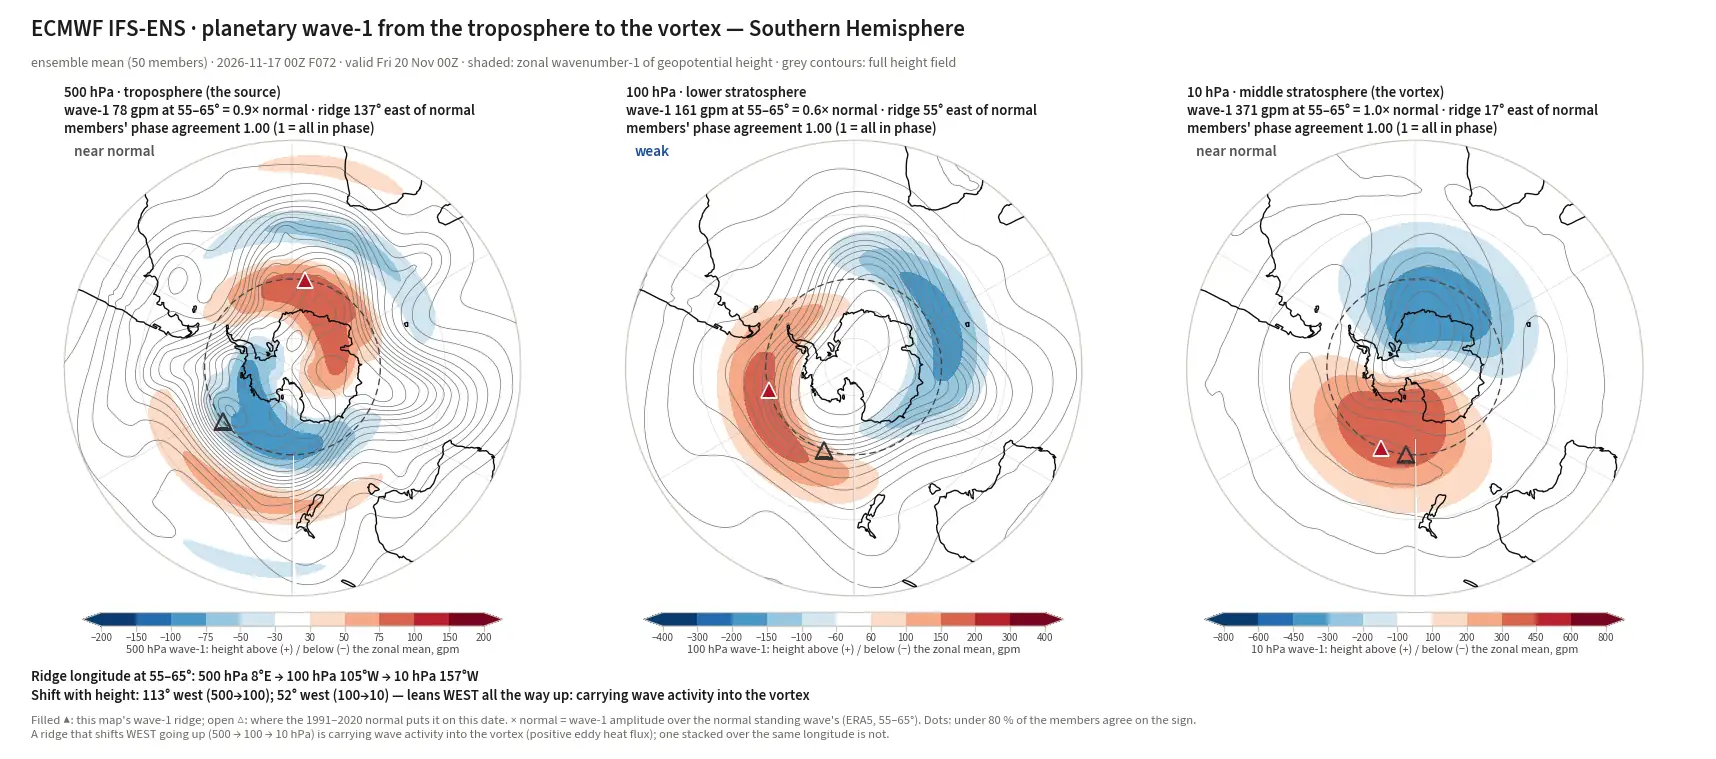 ECMWF IFS-ENS · planetary wave-1 from the troposphere to the vortex — Southern Hemisphere
ensemble mean (50 members) · 2026-11-17 00Z F072 · valid Fri 20 Nov 00Z · shaded: zonal wavenumber-1 of geopotential height · grey contours: full height field
500 hPa · troposphere (the source)
wave-1 78 gpm at 55–65° = 0.9× normal · ridge 137° east of normal
members' phase agreement 1.00 (1 = all in phase)
near normal
100 hPa · lower stratosphere
wave-1 161 gpm at 55–65° = 0.6× normal · ridge 55° east of normal
members' phase agreement 1.00 (1 = all in phase)
weak
10 hPa · middle stratosphere (the vortex)
wave-1 371 gpm at 55–65° = 1.0× normal · ridge 17° east of normal
members' phase agreement 1.00 (1 = all in phase)
near normal
−200 −150 −100 −75 −50 −30 30 50 75 100 150 200
500 hPa wave-1: height above (+) / below (−) the zonal mean, gpm
−400 −300 −200 −150 −100 −60 60 100 150 200 300 400
100 hPa wave-1: height above (+) / below (−) the zonal mean, gpm
−800 −600 −450 −300 −200 −100 100 200 300 450 600 800
10 hPa wave-1: height above (+) / below (−) the zonal mean, gpm
Ridge longitude at 55–65°: 500 hPa 8°E → 100 hPa 105°W → 10 hPa 157°W
Shift with height: 113° west (500→100); 52° west (100→10) — leans WEST all the way up: carrying wave activity into the vortex
Filled ▲: this map's wave-1 ridge; open △: where the 1991–2020 normal puts it on this date. × normal = wave-1 amplitude over the normal standing wave's (ERA5, 55–65°). Dots: under 80 % of the members agree on the sign.
A ridge that shifts WEST going up (500 → 100 → 10 hPa) is carrying wave activity into the vortex (positive eddy heat flux); one stacked over the same longitude is not.